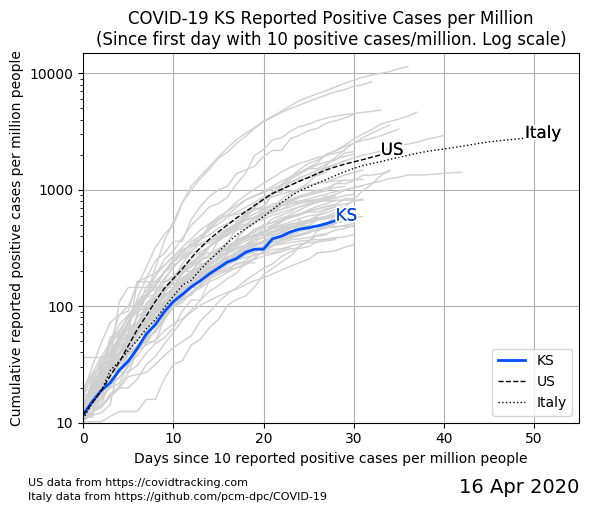 COVID-19 KS Reported Positive Cases per Million
(Since first day with 10 positive cases/million. Log scale)
Cumulative reported positive cases per million people
10000
1000
100
10
US
Italy
KS
KS
US
Italy
0
10
20
30
40
50
Days since 10 reported positive cases per million people
US data from https://covidtracking.com
Italy data from https://github.com/pcm-dpc/COVID-19
16 Apr 2020